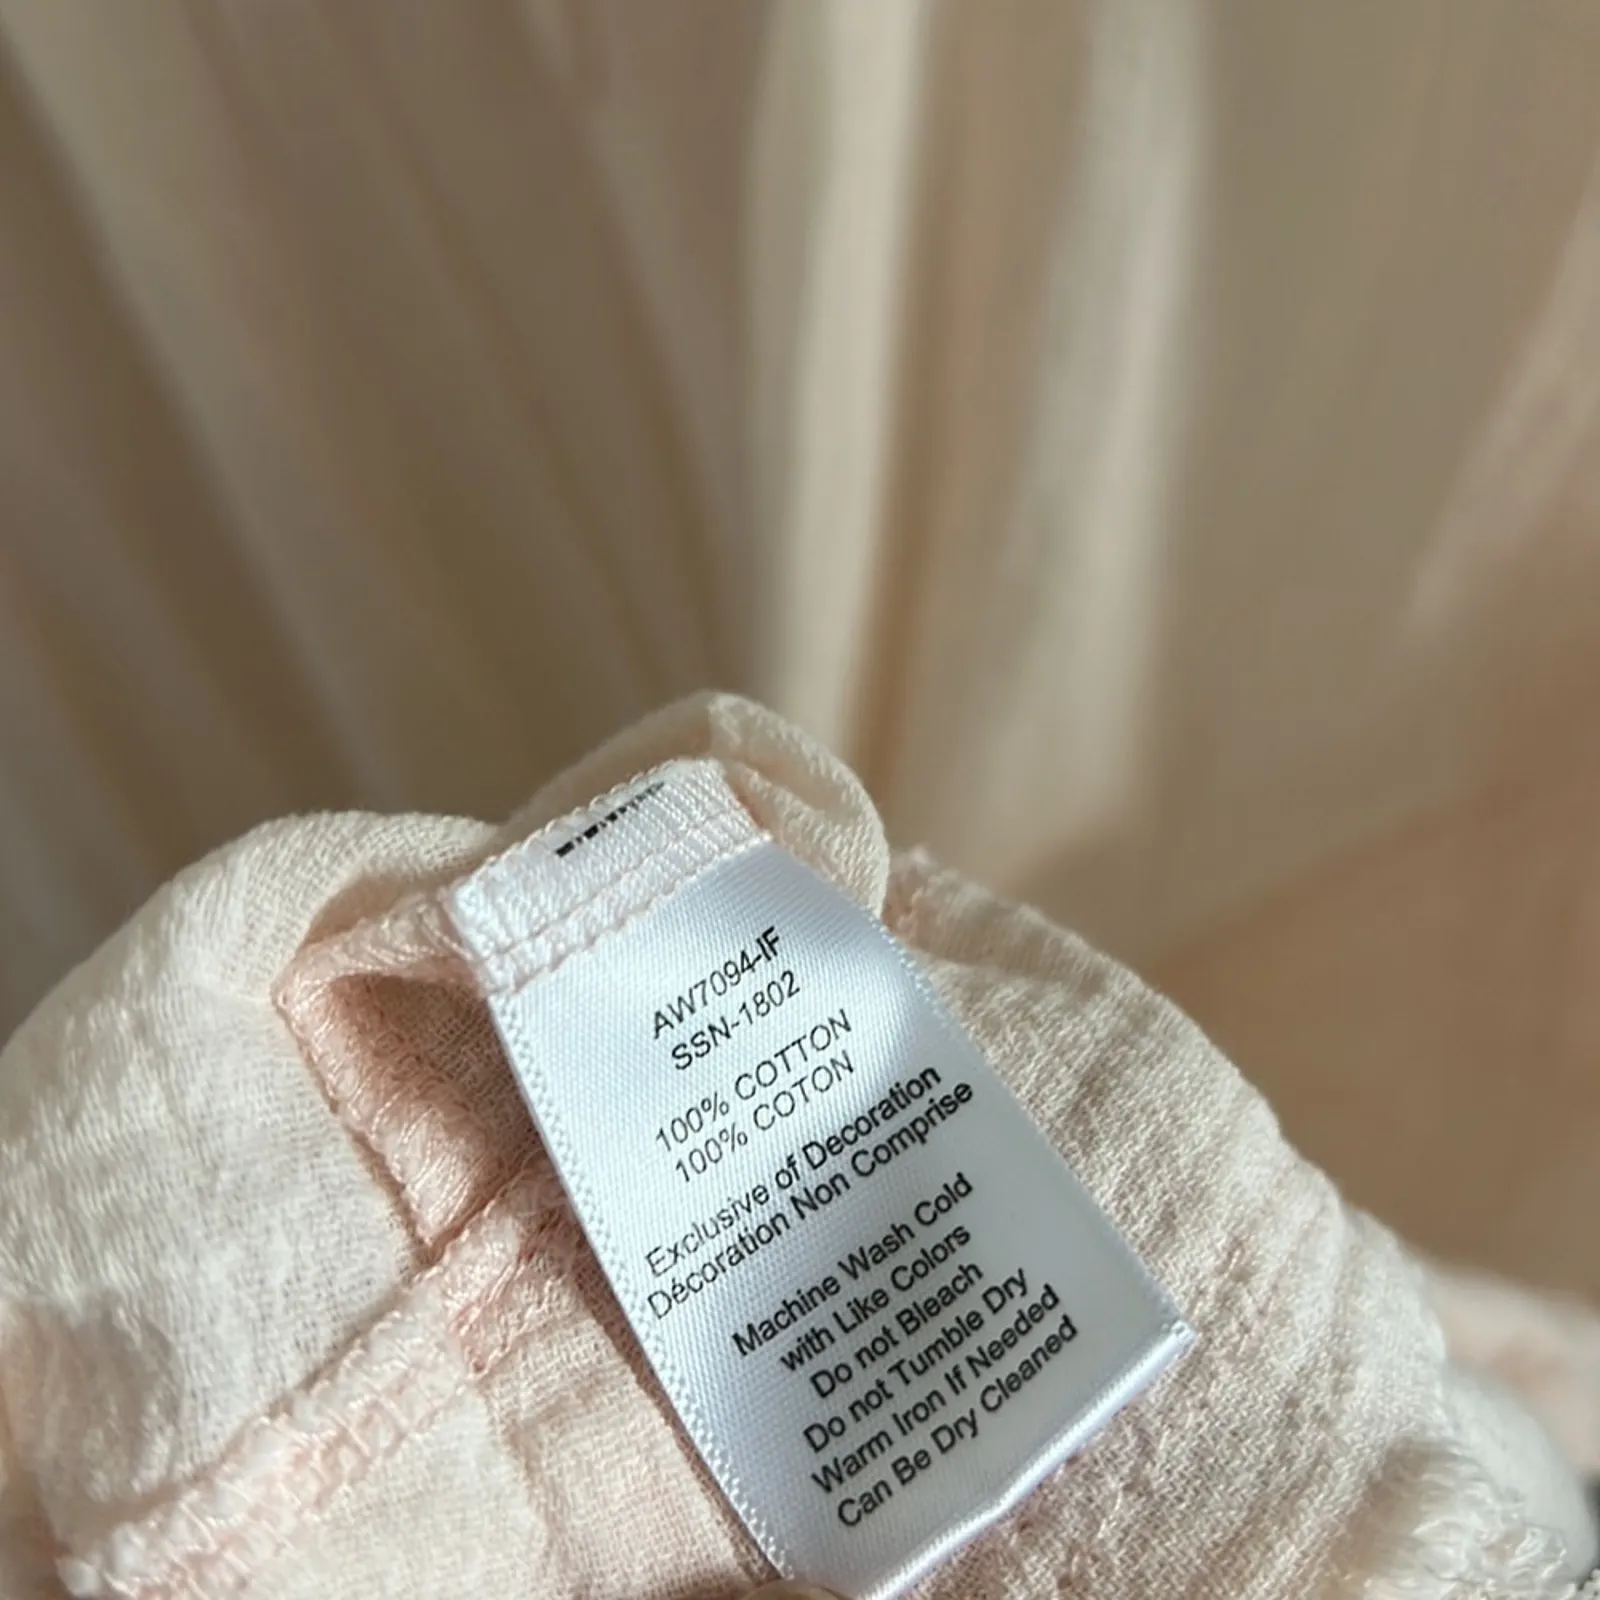 AW7094-IF
SSN-1802
100% COTTON
100% COTON
Exclusive of Decoration
Décoration Non Comprise
Machine Wash Cold
with Like Colors
Do not Bleach
Do not Tumble Dry
Warm Iron If Needed
Can Be Dry Cleaned